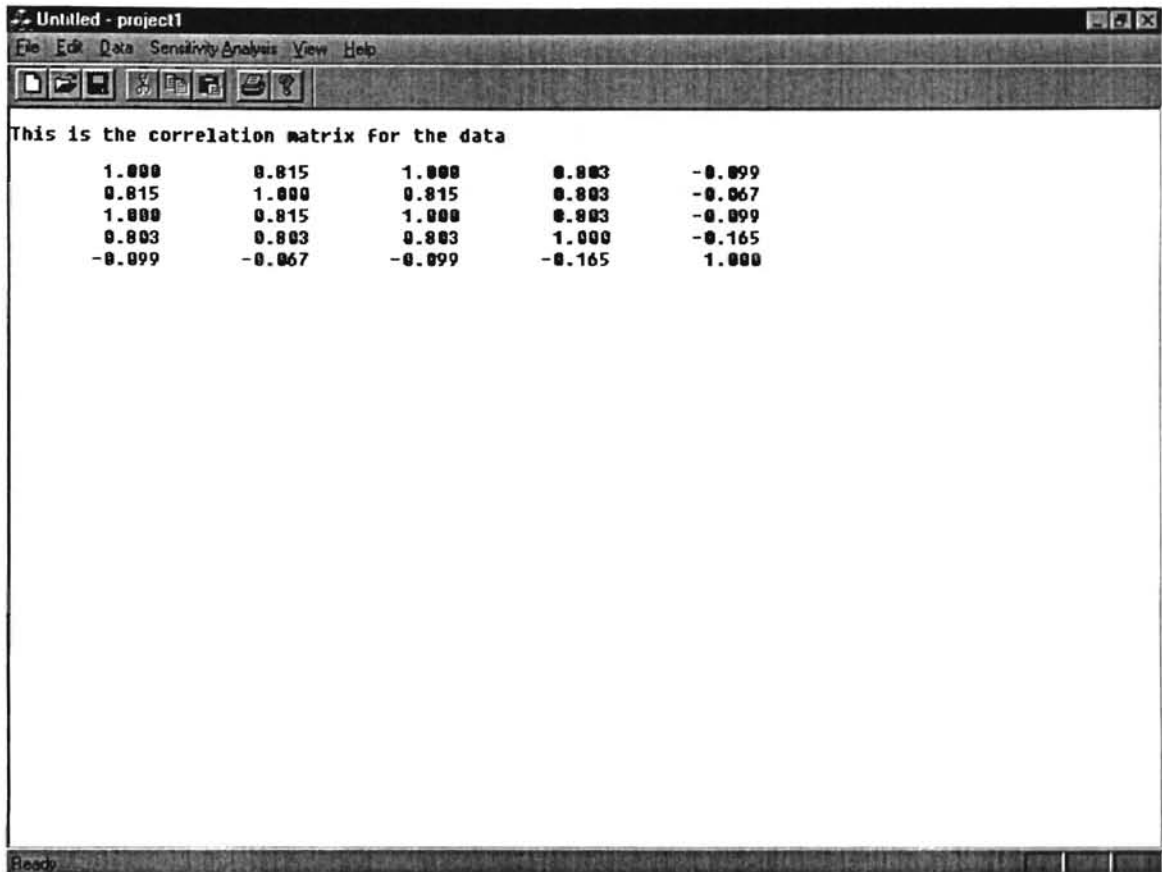 Untitled - project1
File Edit Data Sensitivity Analysis View Help
This is the correlation matrix for the data
1.000 0.815 1.000 0.803 -0.099
0.815 1.000 0.815 0.803 -0.067
1.000 0.815 1.000 0.803 -0.099
0.803 0.803 0.803 1.000 -0.165
-0.099 -0.067 -0.099 -0.165 1.000
Ready